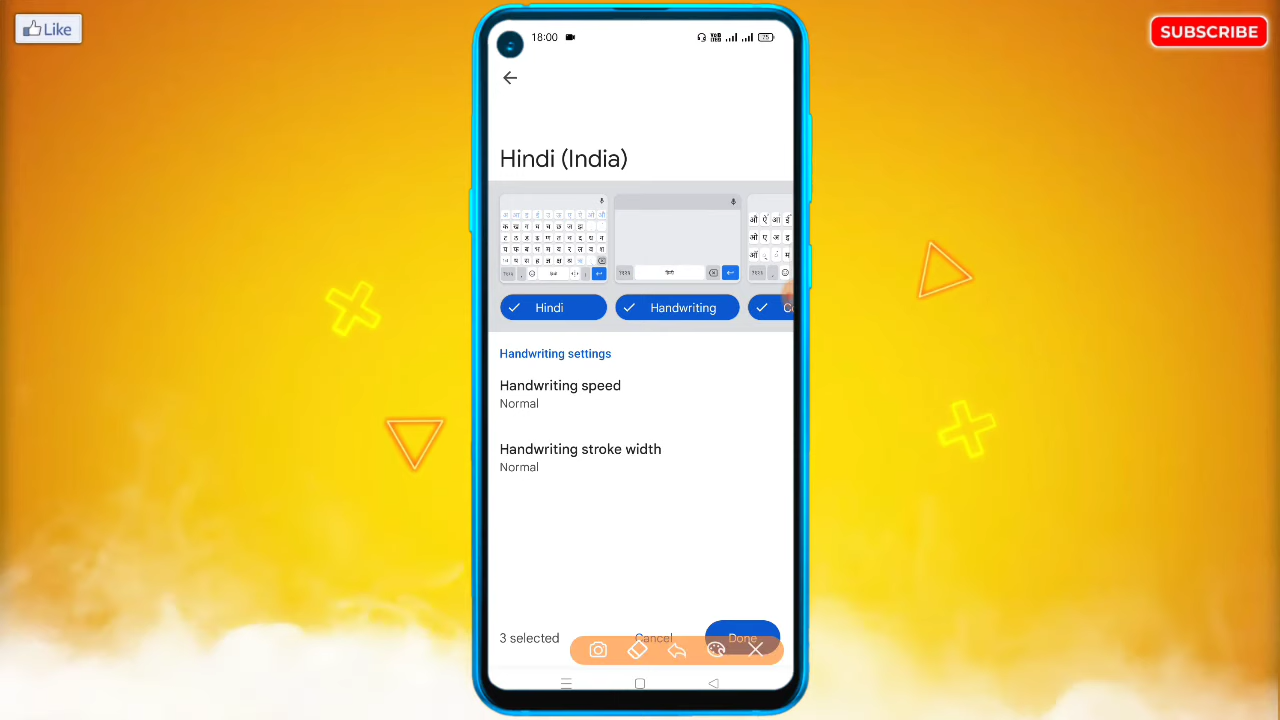 Like
SUBSCRIBE
18:00
75
Hindi (India)
अ आ इ ई उ ऊ ए ऐ ओ औ
क ख ग घ च छ ज झ
ट ठ ड ढ ण त थ द ध न
प फ ब भ म य र ल व श
ष स ह क्ष
हिन्दी
ओ ऐ आ इ
Hindi
Handwriting
Handwriting settings
Handwriting speed
Normal
Handwriting stroke width
Normal
3 selected
Cancel
Done